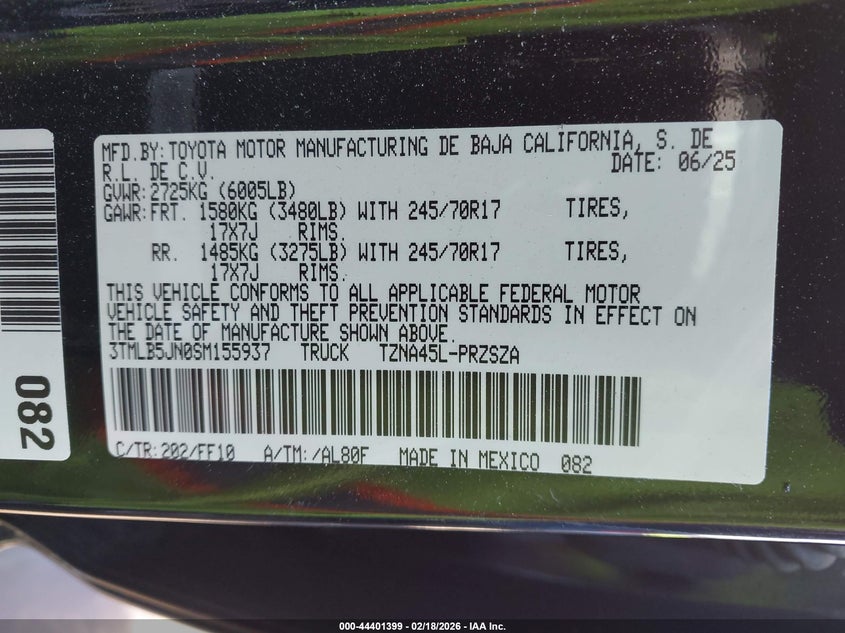 MFD.BY:TOYOTA MOTOR MANUFACTURING DE BAJA CALIFORNIA, S. DE
R.L. DE C.V. DATE: 06/25
GVWR:2725KG (6005LB)
GAWR:FRT. 1580KG (3480LB) WITH 245/70R17 TIRES,
17X7J RIMS.
RR. 1485KG (3275LB) WITH 245/70R17 TIRES,
17X7J RIMS.
THIS VEHICLE CONFORMS TO ALL APPLICABLE FEDERAL MOTOR
VEHICLE SAFETY AND THEFT PREVENTION STANDARDS IN EFFECT ON
THE DATE OF MANUFACTURE SHOWN ABOVE.
3TMLB5JN0SM155937 TRUCK TZNA45L-PRZSZA
C/TR:202/FF10 A/TM:/AL80F MADE IN MEXICO 082
082
000-44401399 | 02/18/2026 | IAA Inc.